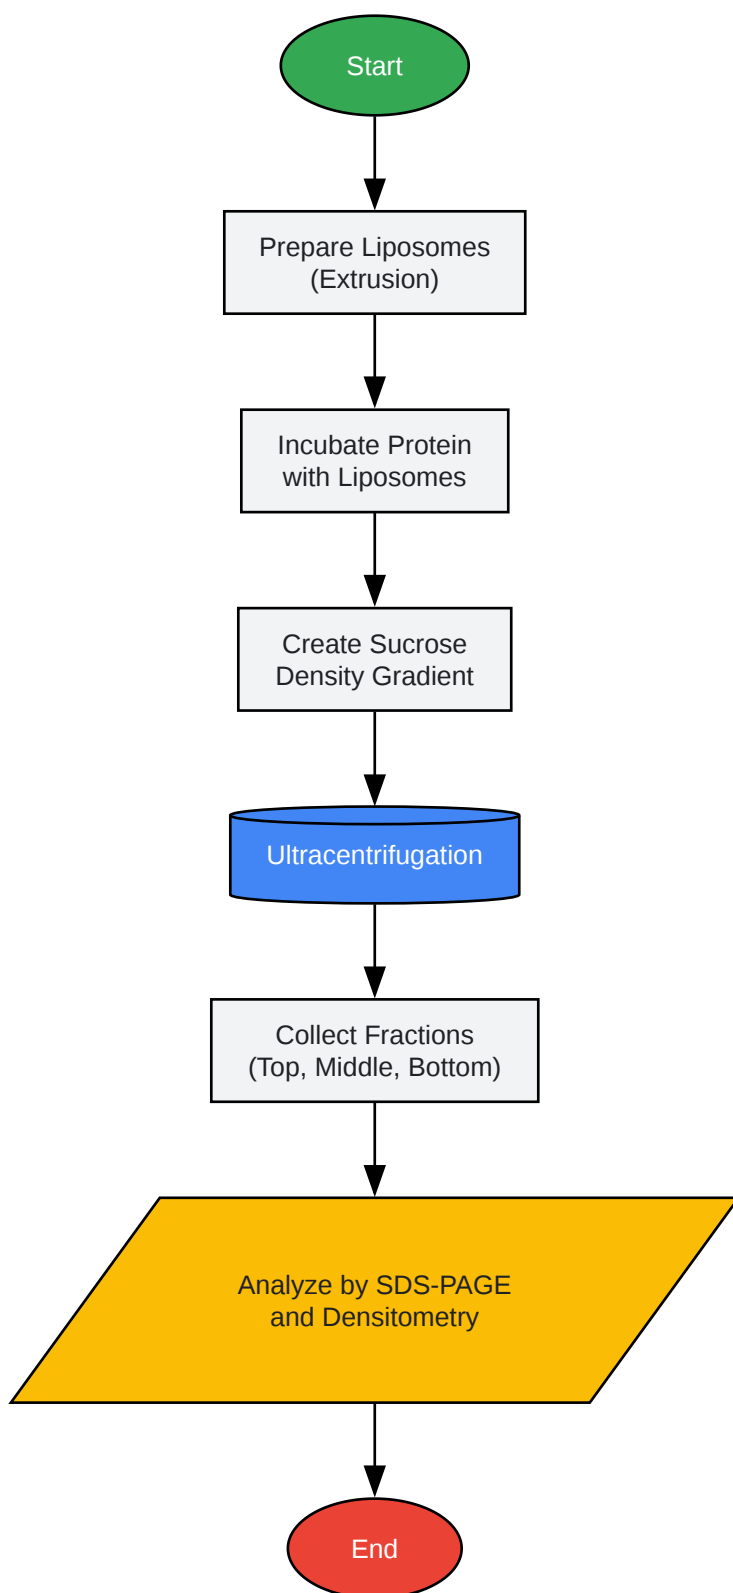 Start
Prepare Liposomes
(Extrusion)
Incubate Protein
with Liposomes
Create Sucrose
Density Gradient
Ultracentrifugation
Collect Fractions
(Top, Middle, Bottom)
Analyze by SDS-PAGE
and Densitometry
End